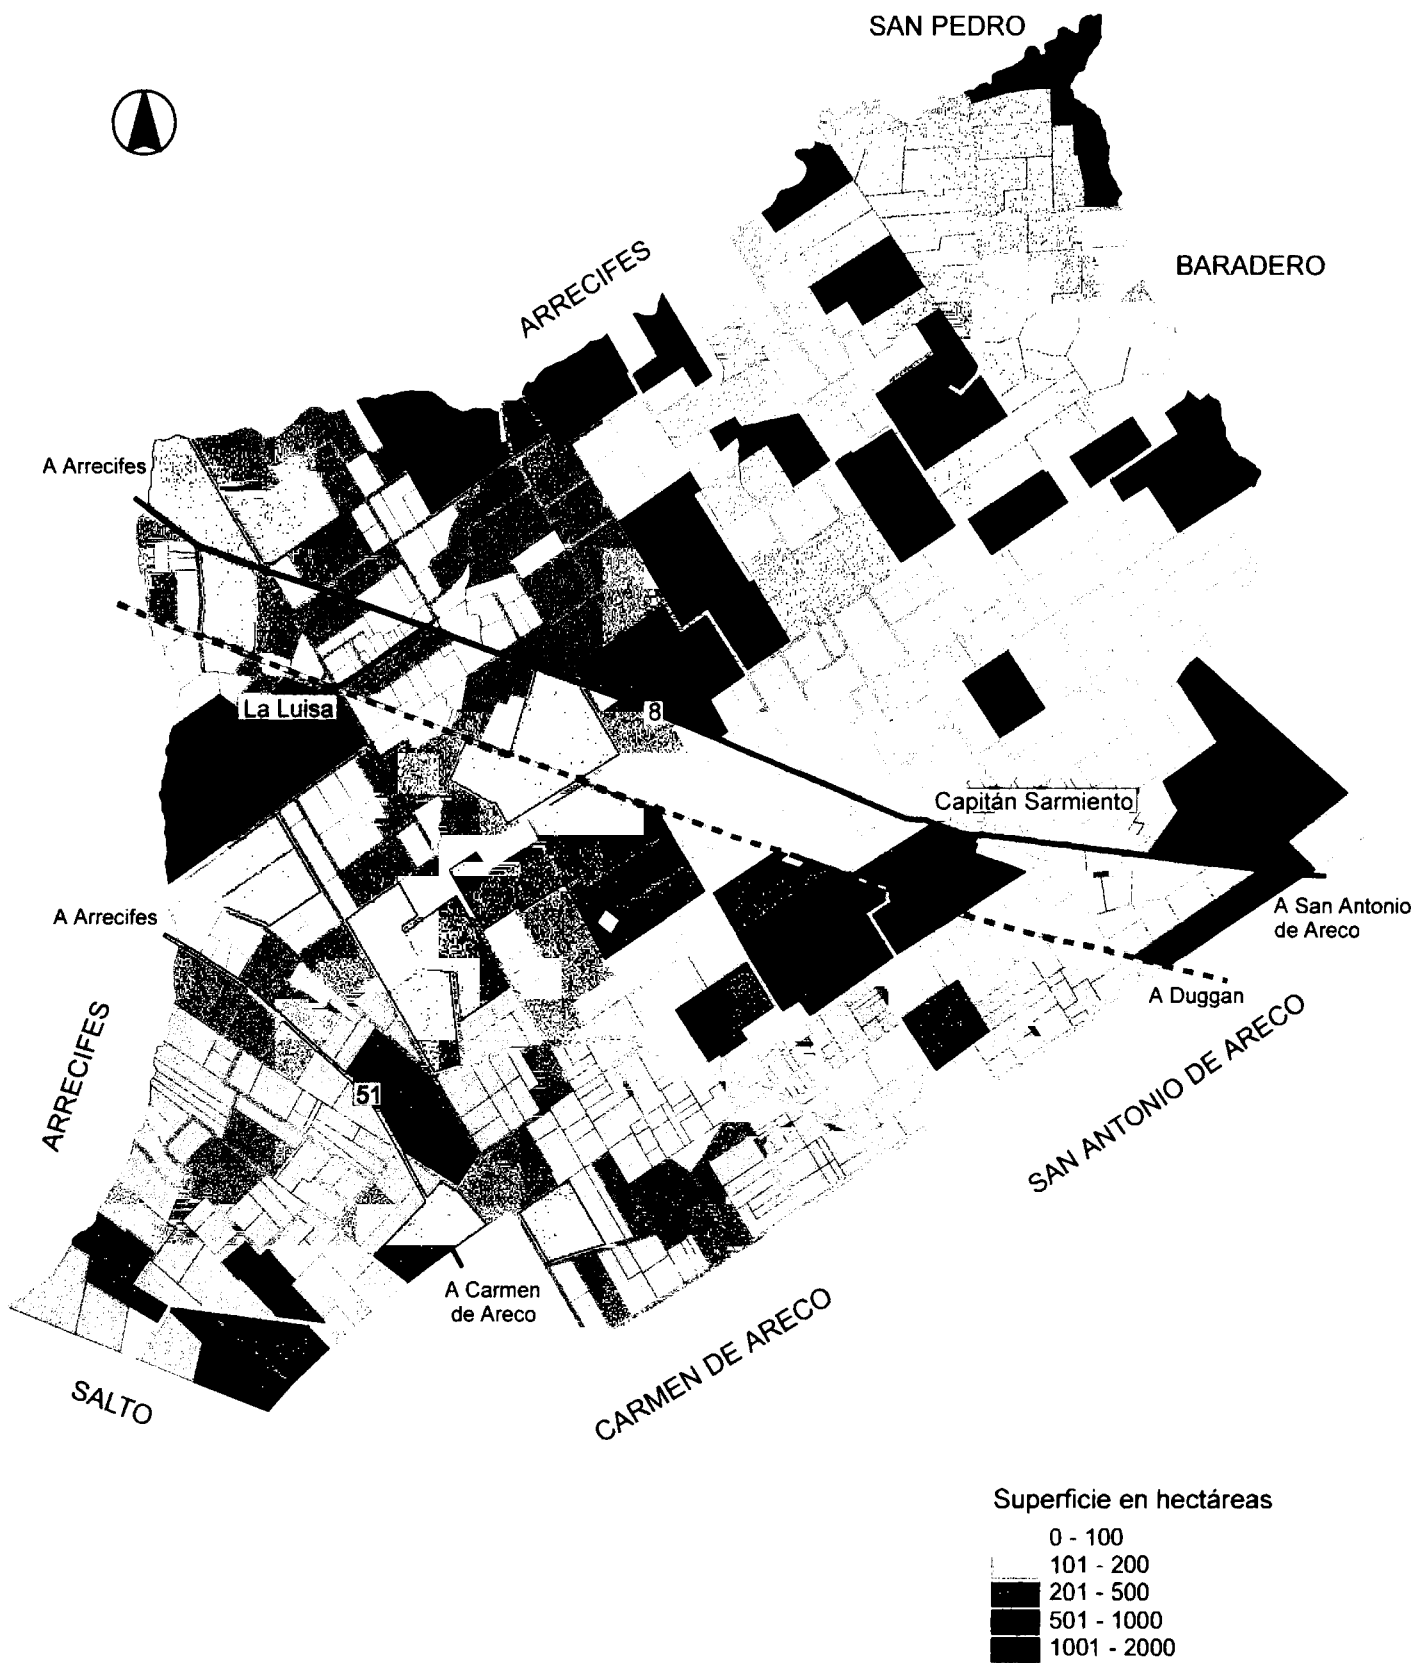 SAN PEDRO
BARADERO
ARRECIFES
A Arrecifes
La Luisa
8
Capitán Sarmiento
A San Antonio
de Areco
A Arrecifes
A Duggan
ARRECIFES
51
SAN ANTONIO DE ARECO
A Carmen
de Areco
CARMEN DE ARECO
SALTO
Superficie en hectáreas
0 - 100
101 - 200
201 - 500
501 - 1000
1001 - 2000